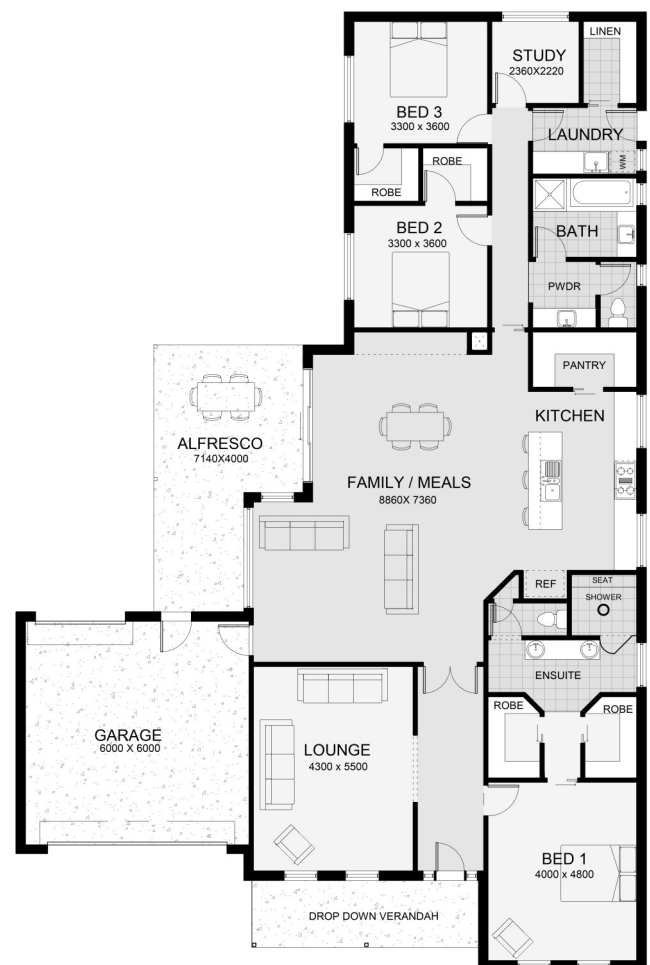 LINEN
STUDY
2360X2220
BED 3
3300 x 3600
LAUNDRY
WM
ROBE
ROBE
BED 2
3300 x 3600
BATH
PWDR
PANTRY
KITCHEN
ALFRESCO
7140X4000
FAMILY / MEALS
8860X 7360
REF
SEAT
SHOWER
ENSUITE
ROBE
ROBE
GARAGE
6000 X 6000
LOUNGE
4300 x 5500
BED 1
4000 x 4800
DROP DOWN VERANDAH